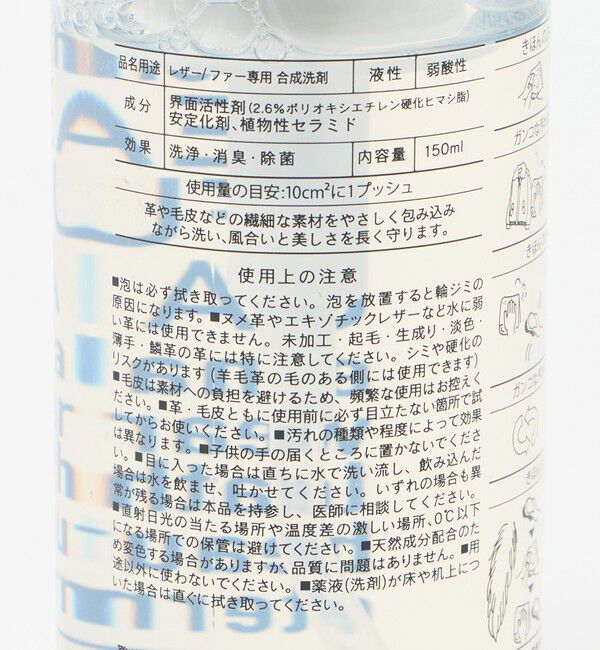 品名用途 レザー/ファー専用 合成洗剤 液性 弱酸性
成分 界面活性剤(2.6%ポリオキシエチレン硬化ヒマシ脂)
安定化剤、植物性セラミド
効果 洗浄・消臭・除菌 内容量 150ml
使用量の目安:10cm²に1プッシュ
革や毛皮などの繊細な素材をやさしく包み込み
ながら洗い、風合いと美しさを長く守ります。
使用上の注意
■泡は必ず拭き取ってください。泡を放置すると輪ジミの
原因になります。■ヌメ革やエキゾチックレザーなど水に弱
い革には使用できません。未加工・起毛・生成り・淡色・
薄手・鱗革の革には特に注意してください。シミや硬化の
リスクがあります(羊毛革の毛のある側には使用できます)
■毛皮は素材への負担を避けるため、頻繁な使用はお控えく
ださい。■革・毛皮ともに使用前に必ず目立たない箇所で試
してからお使いください。■汚れの種類や程度によって効果
は異なります。■子供の手の届くところに置かないでくださ
い。■目に入った場合は直ちに水で洗い流し、飲み込んだ
場合は水を飲ませ、吐かせてください。いずれの場合も異
常が残る場合は本品を持参し、医師に相談してください。
■直射日光の当たる場所や温度差の激しい場所、0℃以下
になる場所での保管は避けてください。■天然成分配合のた
め変色する場合がありますが、品質に問題はありません。■用
途以外に使わないでください。■薬液(洗剤)が床や机上につ
いた場合は直ぐに拭き取ってください。
きほんの
ガンコな
きほんの
ガンコな
きほんの